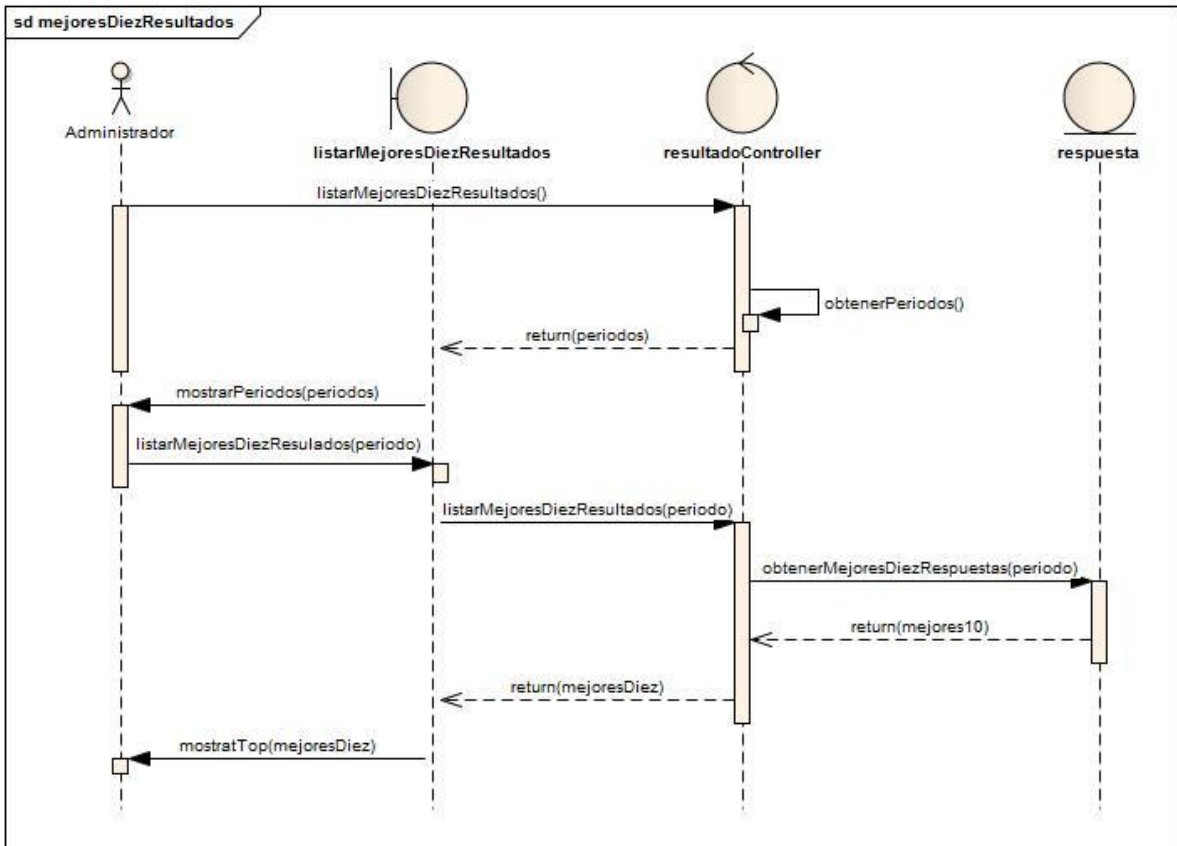 sd mejoresDiezResultados
Administrador
listarMejoresDiezResultados
resultadoController
respuesta
listarMejoresDiezResultados()
obtenerPeriodos()
return(periodos)
mostrarPeriodos(periodos)
listarMejoresDiezResulados(periodo)
listarMejoresDiezResultados(periodo)
obtenerMejoresDiezRespuestas(periodo)
return(mejores10)
return(mejoresDiez)
mostratTop(mejoresDiez)